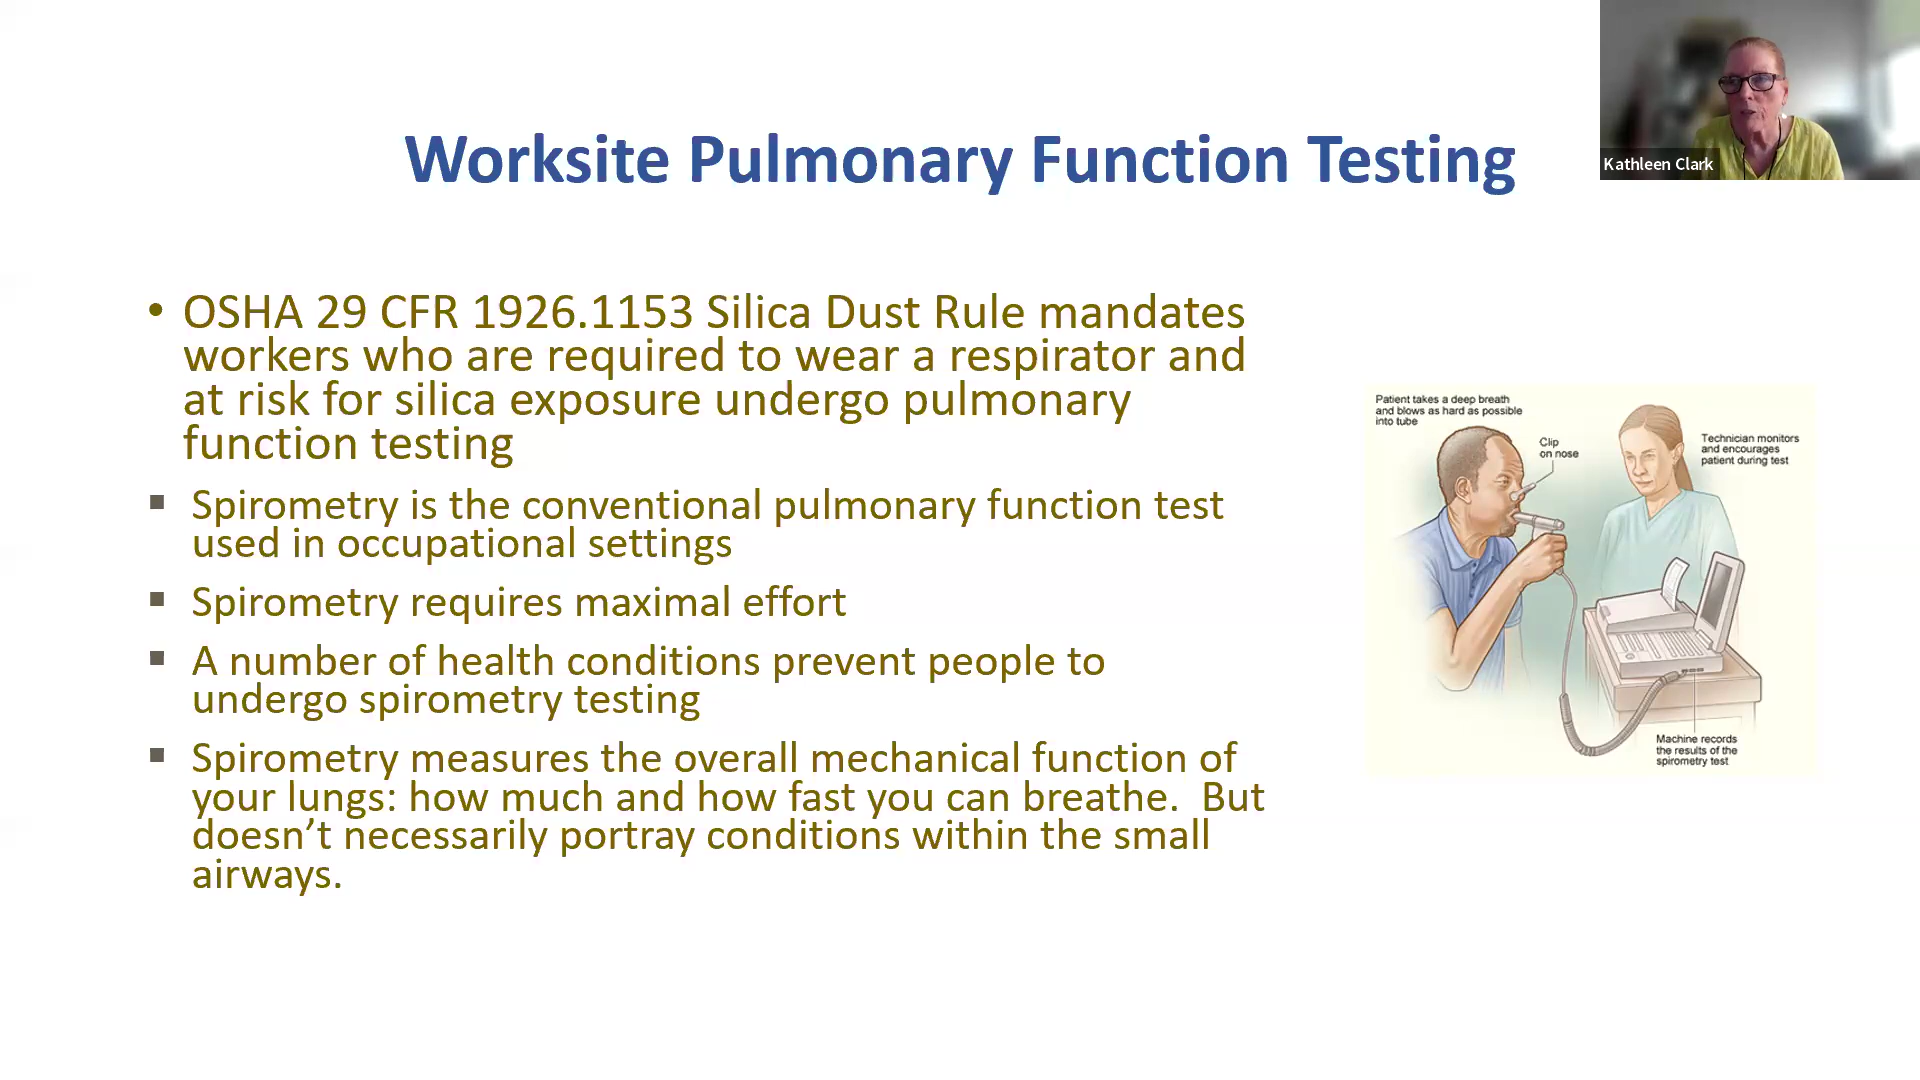 Worksite Pulmonary Function Testing
Kathleen Clark
• OSHA 29 CFR 1926.1153 Silica Dust Rule mandates
workers who are required to wear a respirator and
at risk for silica exposure undergo pulmonary
function testing
▪ Spirometry is the conventional pulmonary function test
used in occupational settings
▪ Spirometry requires maximal effort
▪ A number of health conditions prevent people to
undergo spirometry testing
▪ Spirometry measures the overall mechanical function of
your lungs: how much and how fast you can breathe.  But
doesn’t necessarily portray conditions within the small
airways.
Patient takes a deep breath
and blows as hard as possible
into tube
Clip
on nose
Technician monitors
and encourages
patient during test
Machine records
the results of the
spirometry test